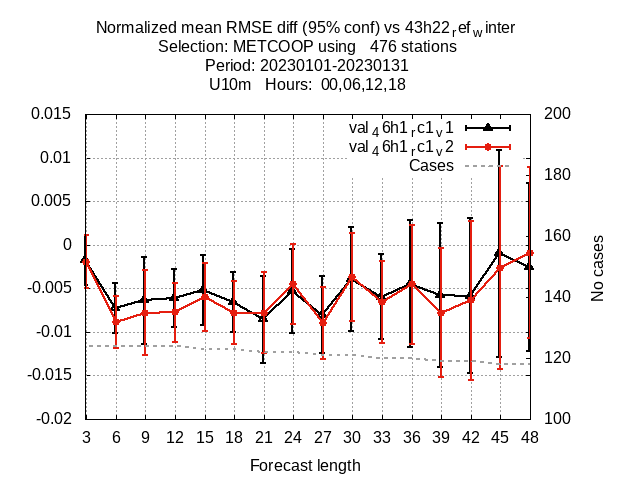 Normalized mean RMSE diff (95% conf) vs 43h22refwinter
Selection: METCOOP using 476 stations
Period: 20230101-20230131
U10m Hours: 00,06,12,18
0.015
0.01
0.005
0
-0.005
-0.01
-0.015
-0.02
200
180
160
140
120
100
val46h1rc1v1
val46h1rc1v2
Cases
No cases
3 6 9 12 15 18 21 24 27 30 33 36 39 42 45 48
Forecast length